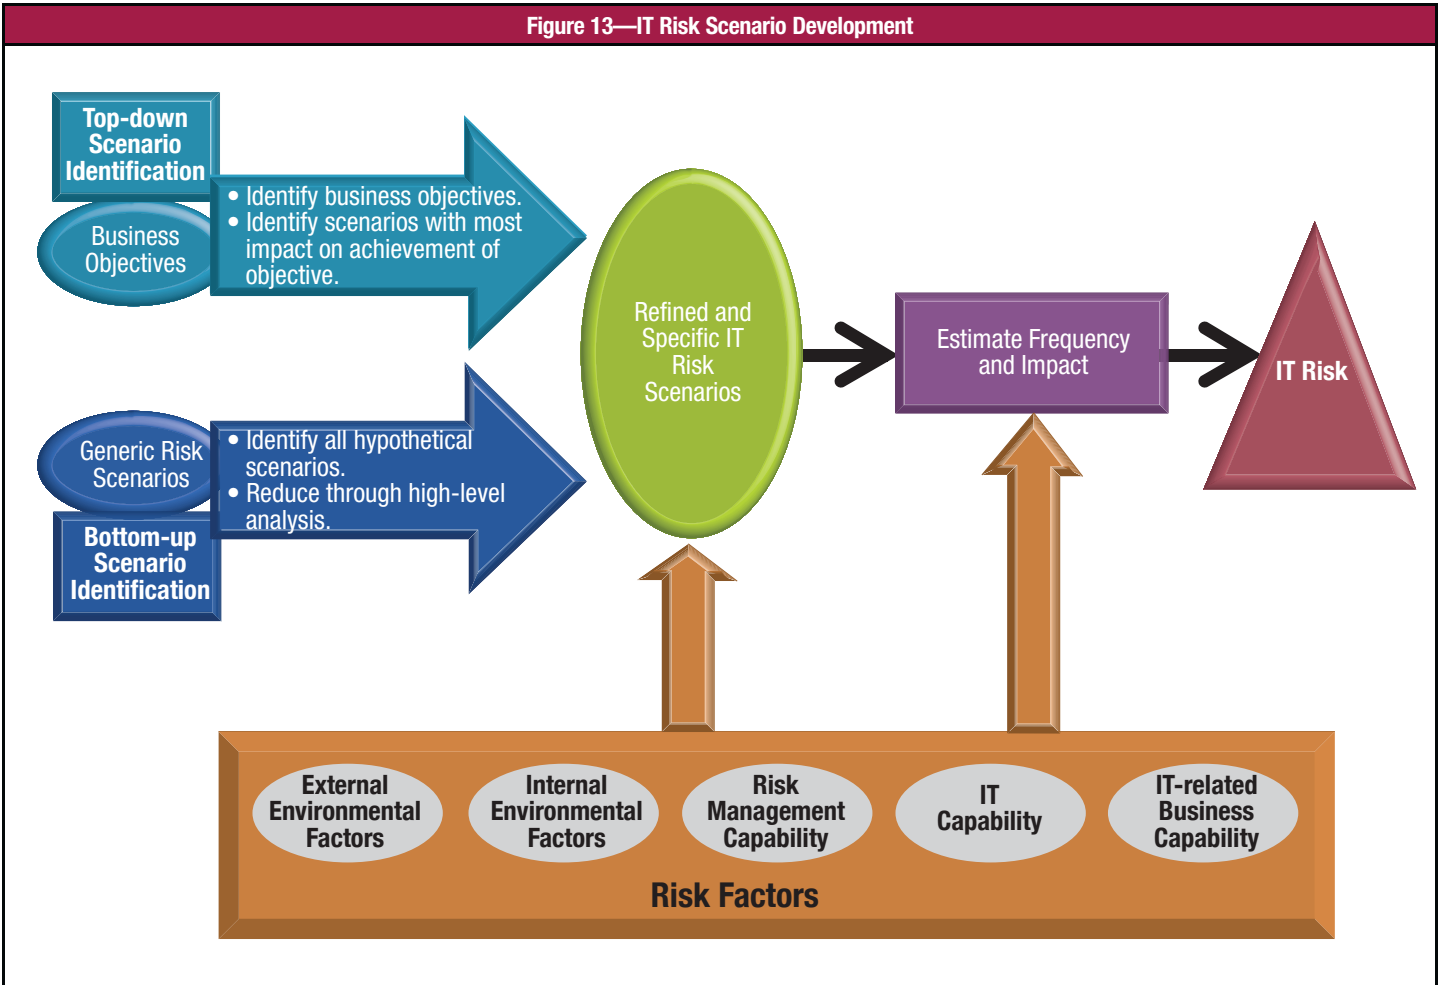 Figure 13—IT Risk Scenario Development
Top-down
Scenario
Identification
Business
Objectives
• Identify business objectives.
• Identify scenarios with most
impact on achievement of
objective.
Generic Risk
Scenarios
Bottom-up
Scenario
Identification
• Identify all hypothetical
scenarios.
• Reduce through high-level
analysis.
Refined and
Specific IT
Risk
Scenarios
Estimate Frequency
and Impact
IT Risk
External
Environmental
Factors
Internal
Environmental
Factors
Risk
Management
Capability
IT
Capability
IT-related
Business
Capability
Risk Factors